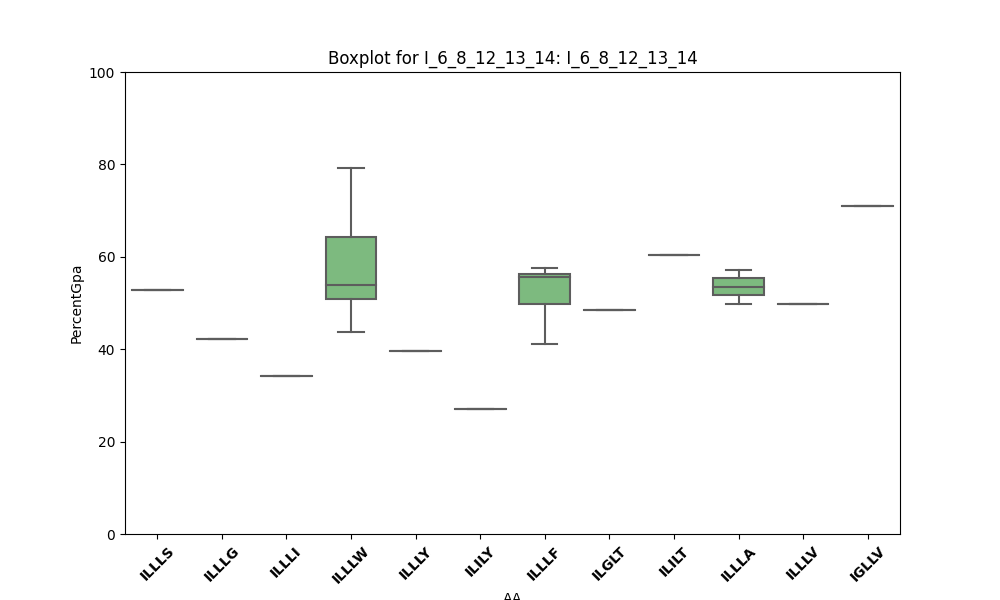 Boxplot for I_6_8_12_13_14: I_6_8_12_13_14
100
80
60
40
20
0
PercentGpa
ILLLS
ILLLG
ILLLI
ILLLW
ILLLY
ILILY
ILLLF
ILGLT
ILILT
ILLLA
ILLLV
IGLLV
AA